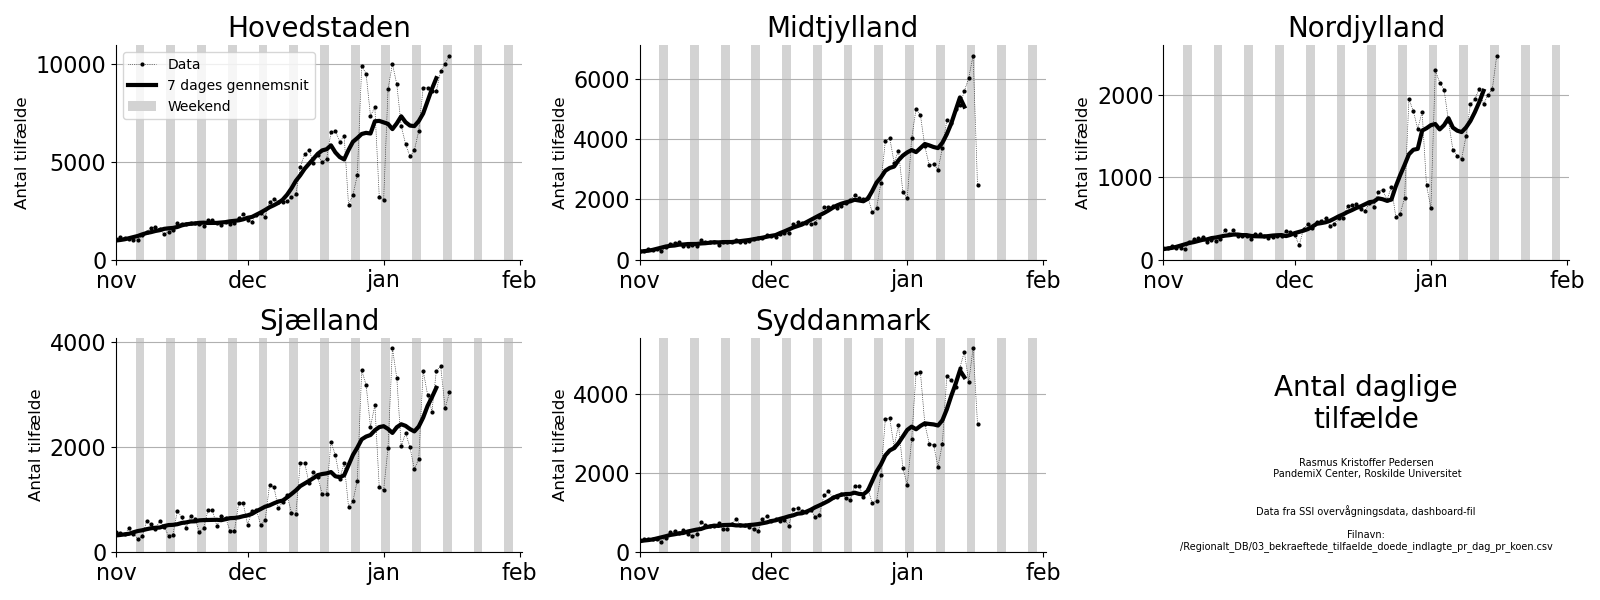 Hovedstaden
Antal tilfælde
10000
5000
0
nov dec jan feb
Data
7 dages gennemsnit
Weekend
Midtjylland
Antal tilfælde
6000
4000
2000
0
nov dec jan feb
Nordjylland
Antal tilfælde
2000
1000
0
nov dec jan feb
Sjælland
Antal tilfælde
4000
2000
0
nov dec jan feb
Syddanmark
Antal tilfælde
4000
2000
0
nov dec jan feb
Antal daglige
tilfælde
Rasmus Kristoffer Pedersen
PandemiX Center, Roskilde Universitet
Data fra SSI overvågningsdata, dashboard-fil
Filnavn:
/Regionalt_DB/03_bekraeftede_tilfaelde_doede_indlagte_pr_dag_pr_koen.csv